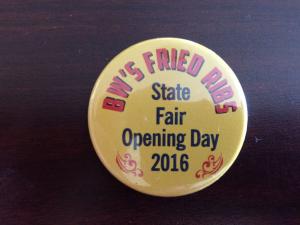 BW'S FRIED RIBS
State
Fair
Opening Day
2016